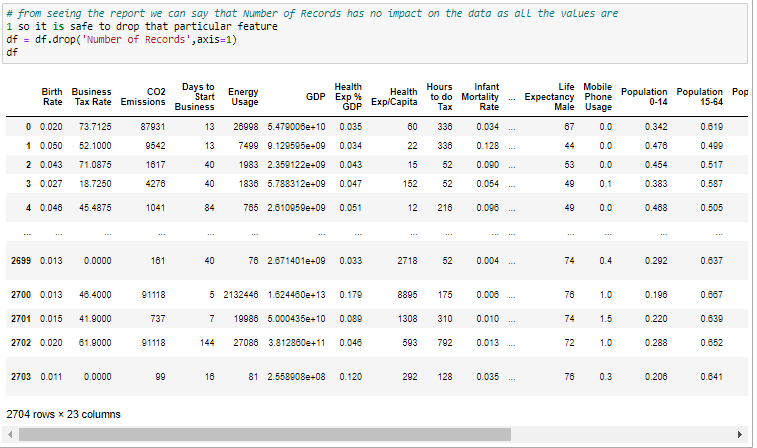 # from seeing the report we can say that Number of Records has no impact on the data as all the values are
1 so it is safe to drop that particular feature
df = df.drop('Number of Records',axis=1)
df
Birth Rate Business Tax Rate CO2 Emissions Days to Start Business Energy Usage GDP Health Exp % GDP Health Exp/Capita Hours to do Tax Infant Mortality Rate ... Life Expectancy Male Mobile Phone Usage Population 0-14 Population 15-64 Pop
0 0.020 73.7125 87931 13 26998 5.479006e+10 0.035 60 336 0.034 ... 67 0.0 0.342 0.619
1 0.050 52.1000 9542 13 7499 9.129595e+09 0.034 22 336 0.128 ... 44 0.0 0.476 0.499
2 0.043 71.0875 1617 40 1983 2.359122e+09 0.043 15 52 0.090 ... 53 0.0 0.454 0.517
3 0.027 18.7250 4276 40 1836 5.788312e+09 0.047 152 52 0.054 ... 49 0.1 0.383 0.587
4 0.046 45.4875 1041 84 765 2.610959e+09 0.051 12 216 0.096 ... 49 0.0 0.468 0.505
... ... ... ... ... ... ... ... ... ... ... ... ... ... ... ...
2699 0.013 0.0000 161 40 76 2.671401e+09 0.033 2718 52 0.004 ... 74 0.4 0.292 0.637
2700 0.013 46.4000 91118 5 2132446 1.624460e+13 0.179 8895 175 0.006 ... 76 1.0 0.196 0.667
2701 0.015 41.9000 737 7 19986 5.000435e+10 0.089 1308 310 0.010 ... 74 1.5 0.220 0.639
2702 0.020 61.9000 91118 144 27086 3.812860e+11 0.046 593 792 0.013 ... 72 1.0 0.288 0.652
2703 0.011 0.0000 99 16 81 2.558908e+08 0.120 292 128 0.035 ... 76 0.3 0.206 0.641
2704 rows × 23 columns